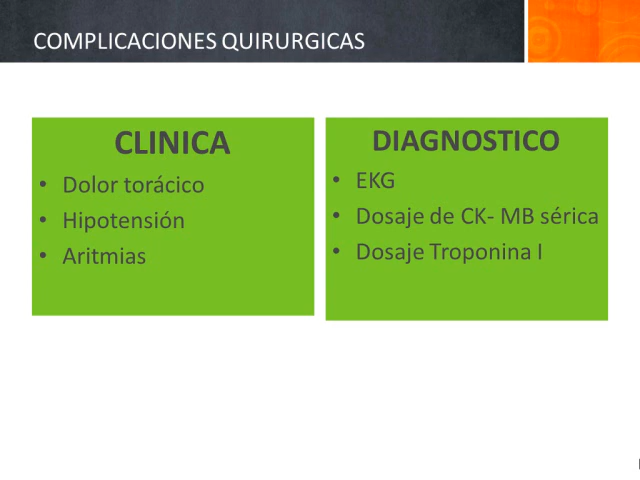 COMPLICACIONES QUIRURGICAS
CLINICA
• Dolor torácico
• Hipotensión
• Aritmias
DIAGNOSTICO
• EKG
• Dosaje de CK- MB sérica
• Dosaje Troponina I